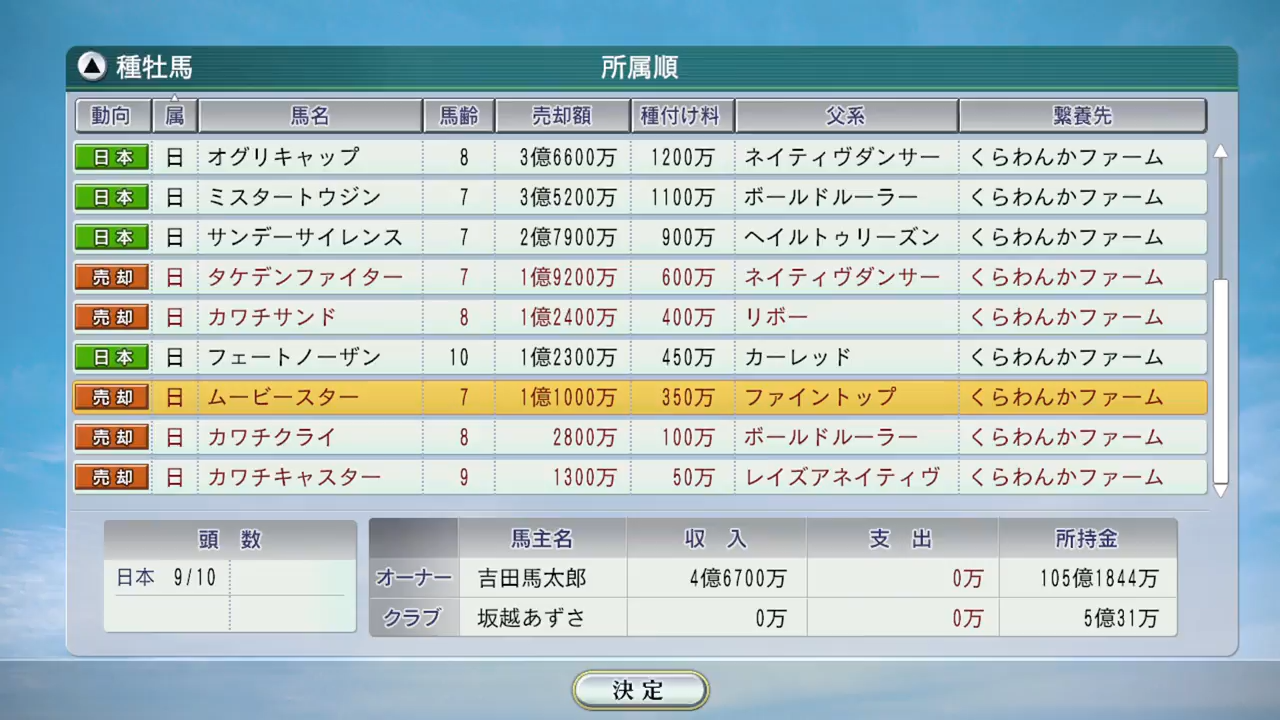 種牡馬 所属順
動向 属 馬名 馬齢 売却額 種付け料 父系 繋養先
日本 日 オグリキャップ 8 3億6600万 1200万 ネイティヴダンサー くらわんかファーム
日本 日 ミスタートウジン 7 3億5200万 1100万 ボールドルーラー くらわんかファーム
日本 日 サンデーサイレンス 7 2億7900万 900万 ヘイルトゥリーズン くらわんかファーム
売却 日 タケデンファイター 7 1億9200万 600万 ネイティヴダンサー くらわんかファーム
売却 日 カワチサンド 8 1億2400万 400万 リボー くらわんかファーム
日本 日 フェートノーザン 10 1億2300万 450万 カーレッド くらわんかファーム
売却 日 ムービースター 7 1億1000万 350万 ファイントップ くらわんかファーム
売却 日 カワチクライ 8 2800万 100万 ボールドルーラー くらわんかファーム
売却 日 カワチキャスター 9 1300万 50万 レイズアネイティヴ くらわんかファーム
頭数 馬主名 収入 支出 所持金
日本 9/10 オーナー 吉田馬太郎 4億6700万 0万 105億1844万
クラブ 坂越あずさ 0万 0万 5億31万
決定